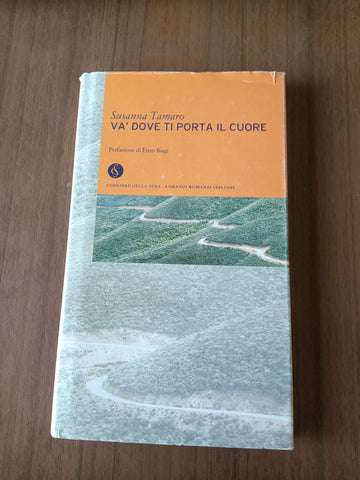 Susanna Tamaro
VA' DOVE TI PORTA IL CUORE
Prefazione di Enzo Biagi
CORRIERE DELLA SERA - I GRANDI ROMANZI ITALIANI